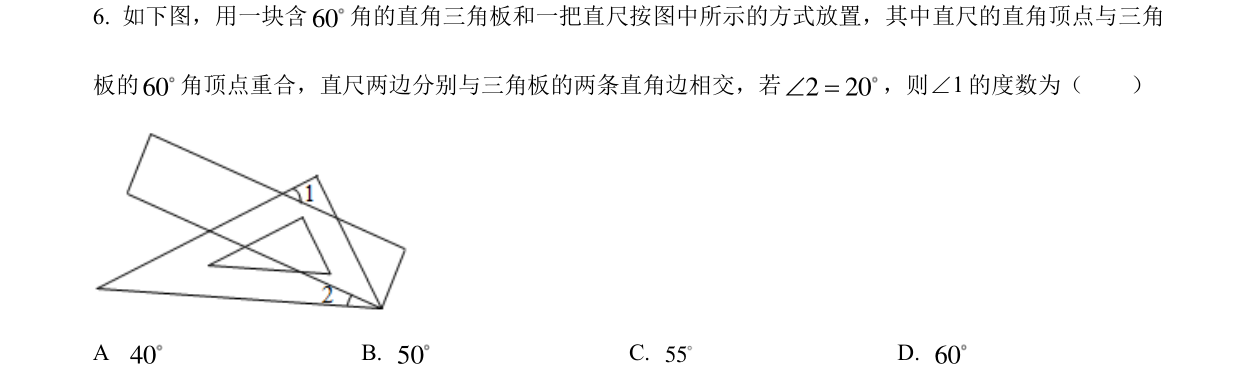 6. 如下图，用一块含60°角的直角三角板和一把直尺按图中所示的方式放置，其中直尺的直角顶点与三角
板的60°角顶点重合，直尺两边分别与三角板的两条直角边相交，若∠2=20°，则∠1的度数为（　　）
1
2
A 40° B. 50° C. 55° D. 60°